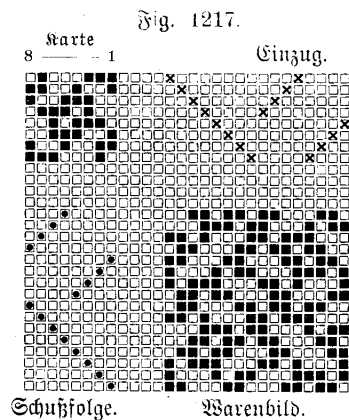 Fig. 1217.
Karte
8 — 1
Einzug.
Schußfolge.
Warenbild.